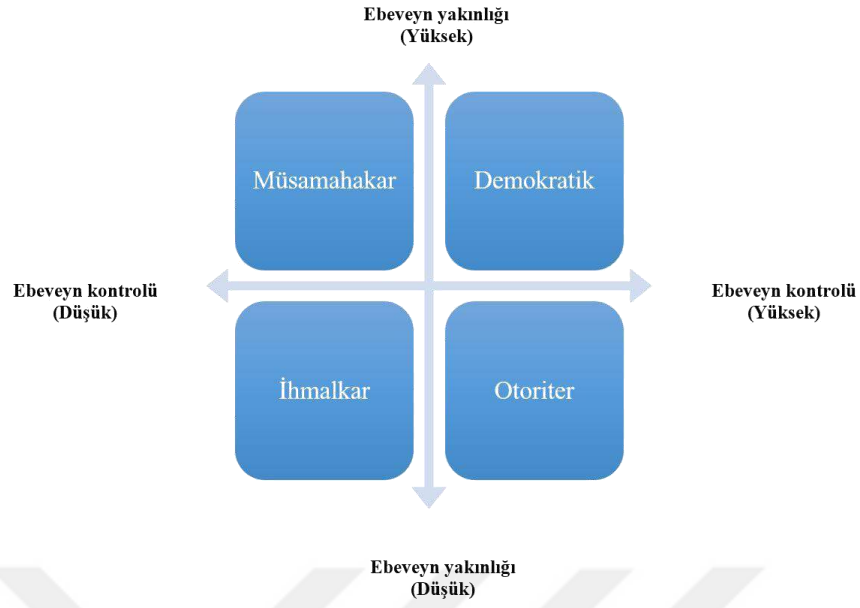 Ebeveyn yakınlığı
(Yüksek)
Müsamahakar
Demokratik
Ebeveyn kontrolü
(Düşük)
Ebeveyn kontrolü
(Yüksek)
İhmalkar
Otoriter
Ebeveyn yakınlığı
(Düşük)